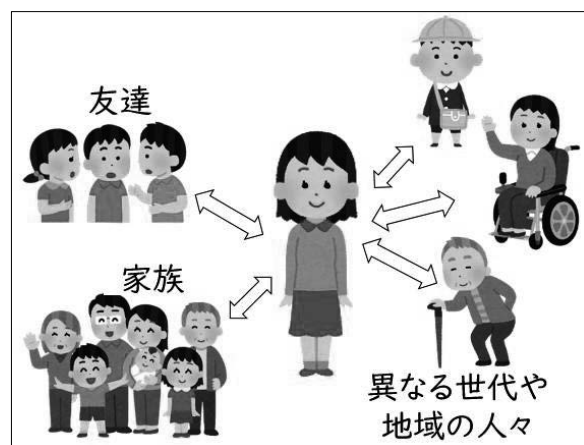 友達
家族
異なる世代や
地域の人々